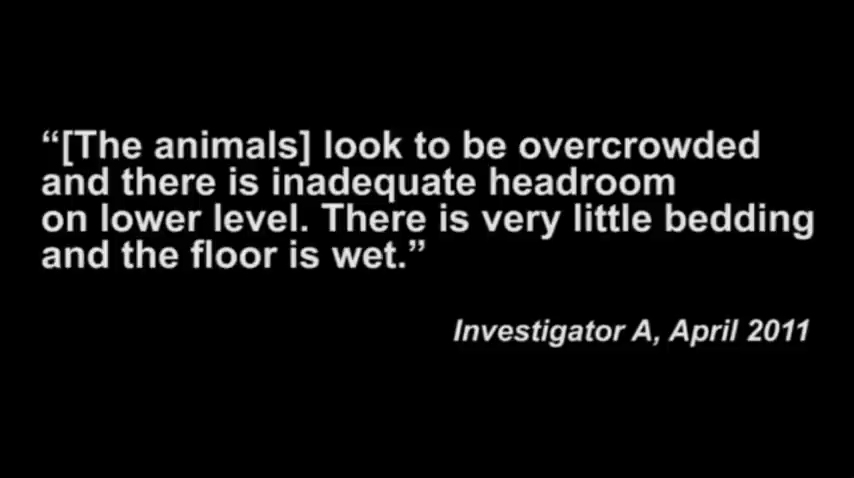 “[The animals] look to be overcrowded
and there is inadequate headroom
on lower level. There is very little bedding
and the floor is wet.”
Investigator A, April 2011